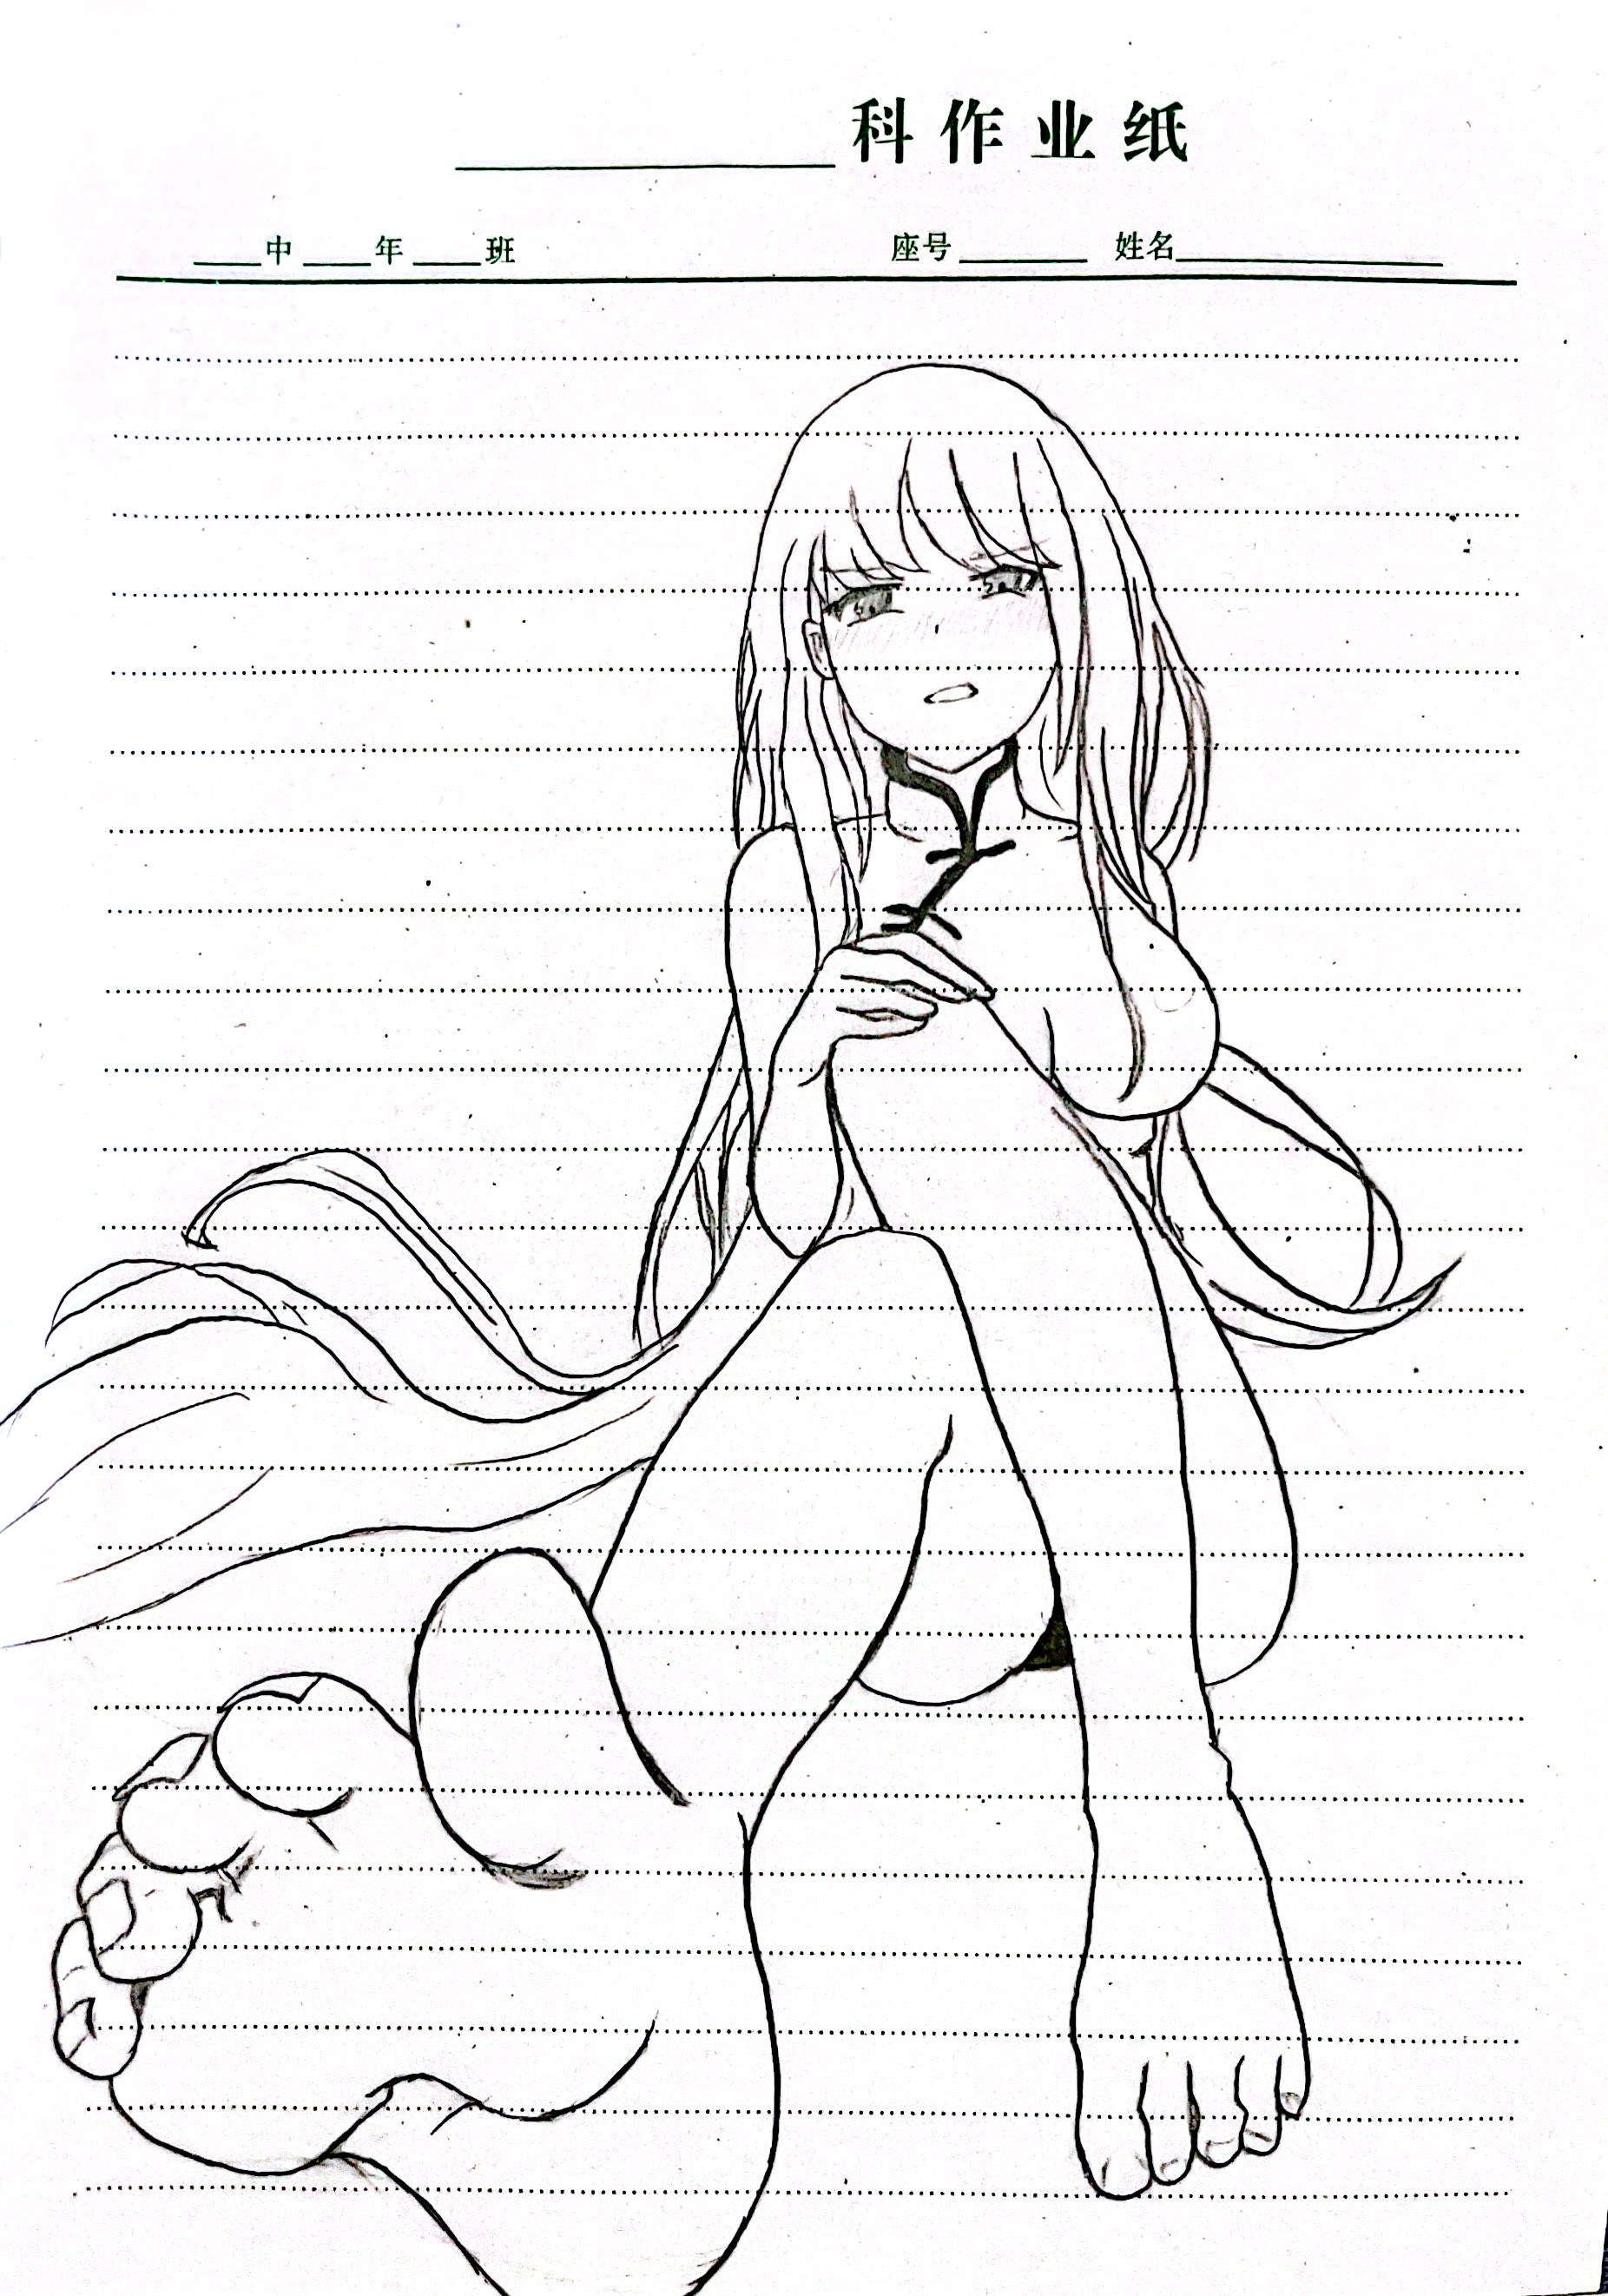 科作业纸
中 年 班 座号 姓名